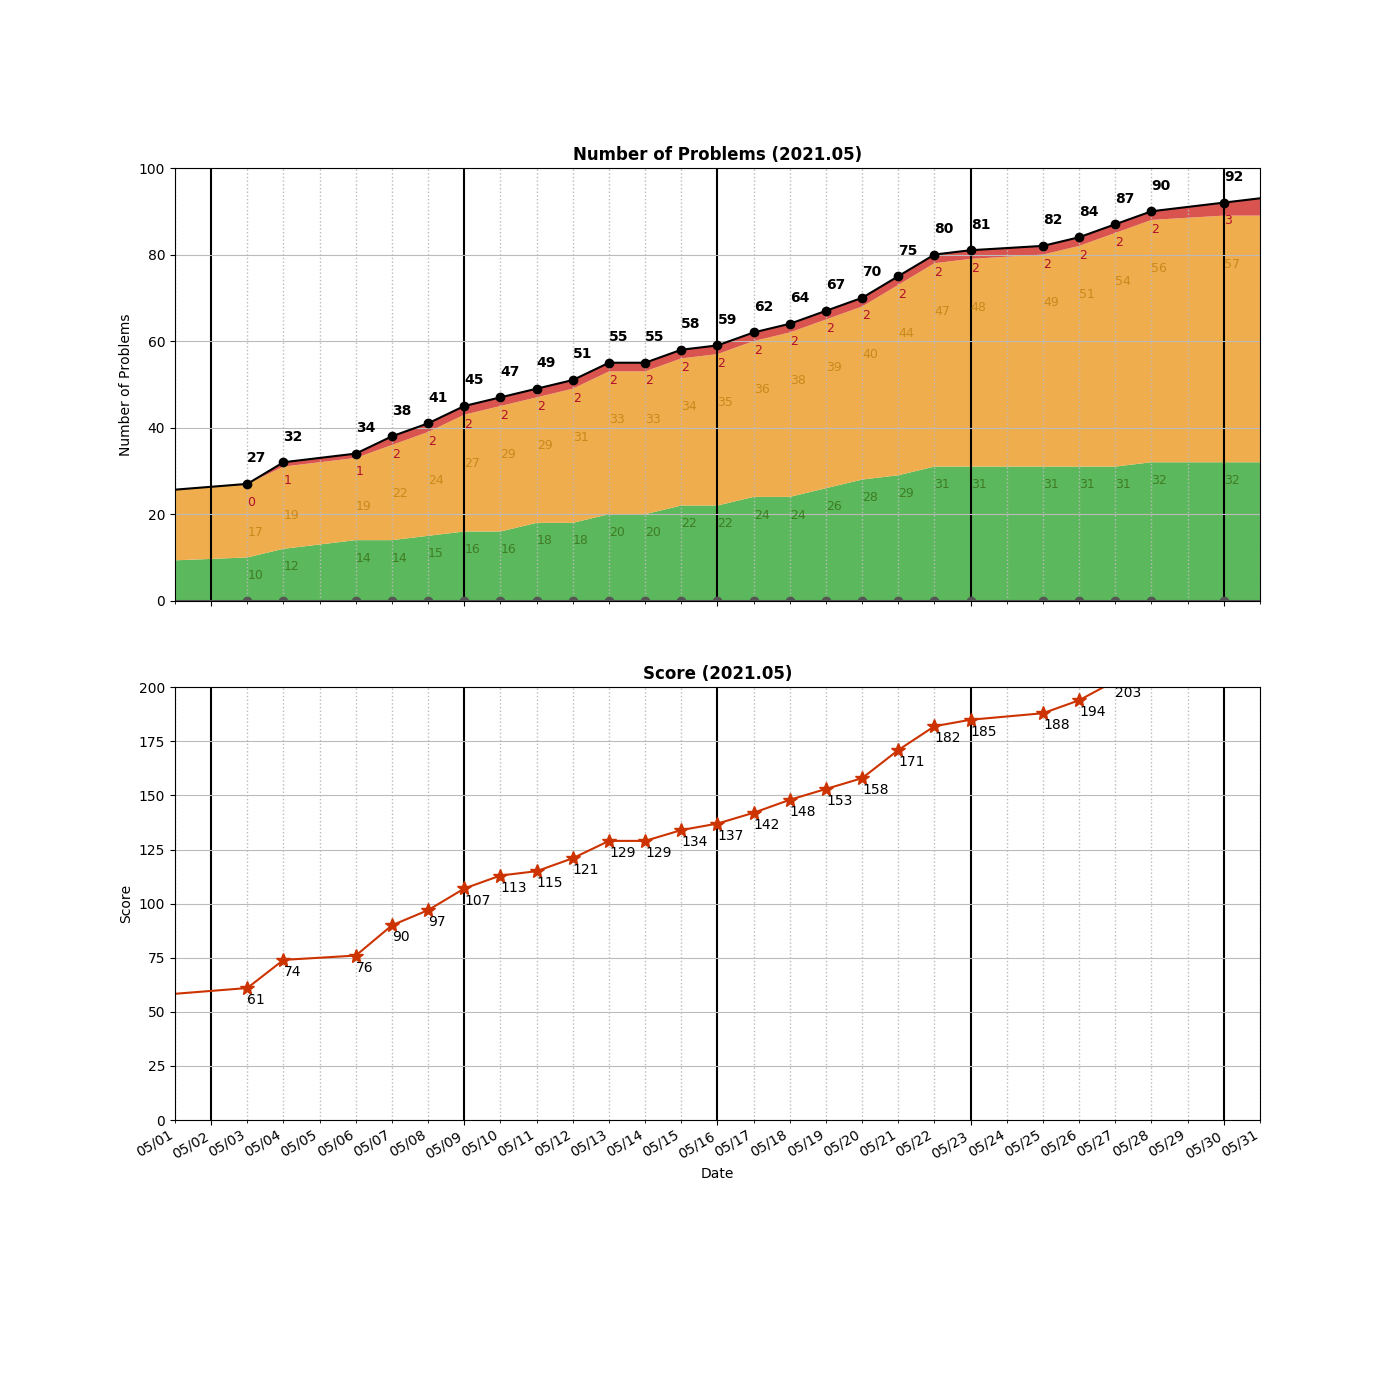 Number of Problems (2021.05)
Number of Problems
100
80
60
40
20
0
27 32 34 38 41 45 47 49 51 55 55 58 59 62 64 67 70 75 80 81 82 84 87 90 92
0 1 1 2 2 2 2 2 2 2 2 2 2 2 2 2 2 2 2 2 2 2 2 2 3
17 19 19 22 24 27 29 29 31 33 33 34 35 36 38 39 40 44 47 48 49 51 54 56 57
10 12 14 14 15 16 16 18 18 20 20 22 22 24 24 26 28 29 31 31 31 31 31 32 32
Score (2021.05)
Score
200
175
150
125
100
75
50
25
0
61 74 76 90 97 107 113 115 121 129 129 134 137 142 148 153 158 171 182 185 188 194 203
05/01 05/02 05/03 05/04 05/05 05/06 05/07 05/08 05/09 05/10 05/11 05/12 05/13 05/14 05/15 05/16 05/17 05/18 05/19 05/20 05/21 05/22 05/23 05/24 05/25 05/26 05/27 05/28 05/29 05/30 05/31
Date